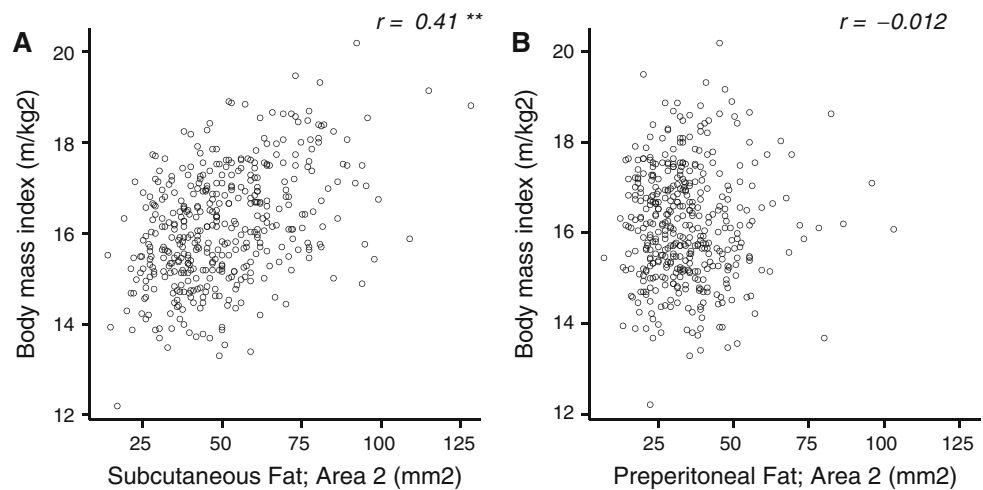 A
r = 0.41 **
Body mass index (m/kg2)
20
18
16
14
12
25 50 75 100 125
Subcutaneous Fat; Area 2 (mm2)
B
r = −0.012
Body mass index (m/kg2)
20
18
16
14
12
25 50 75 100 125
Preperitoneal Fat; Area 2 (mm2)